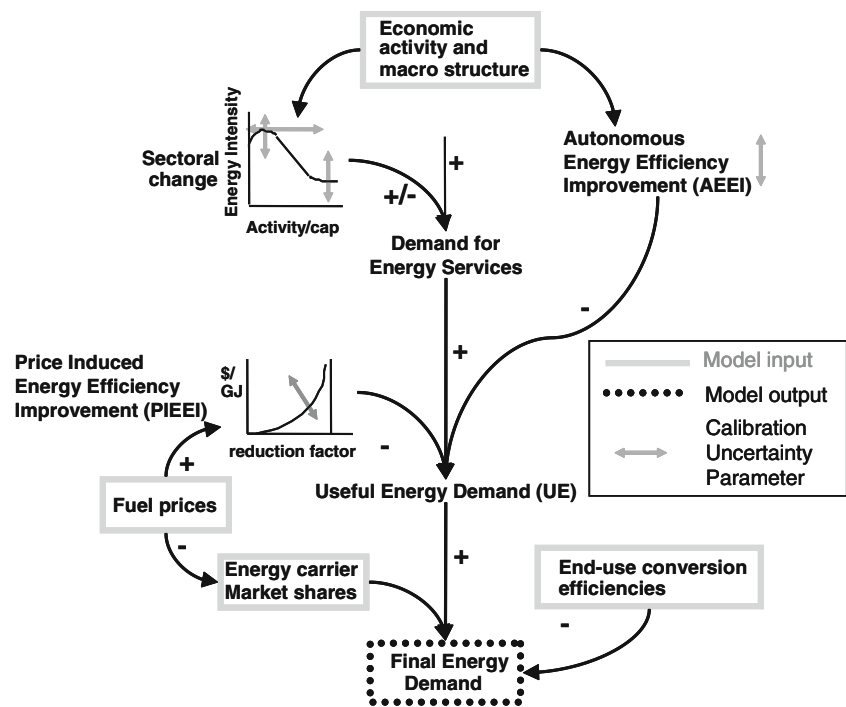 Economic
activity and
macro structure
Sectoral
change
Energy Intensity
Activity/cap
+/-
+
Autonomous
Energy Efficiency
Improvement (AEEI)
Demand for
Energy Services
-
+
Price Induced
Energy Efficiency
Improvement (PIEEI)
$/
GJ
reduction factor
-
Model input
Model output
Calibration
Uncertainty
Parameter
+
Fuel prices
-
Useful Energy Demand (UE)
+
Energy carrier
Market shares
End-use conversion
efficiencies
-
Final Energy
Demand